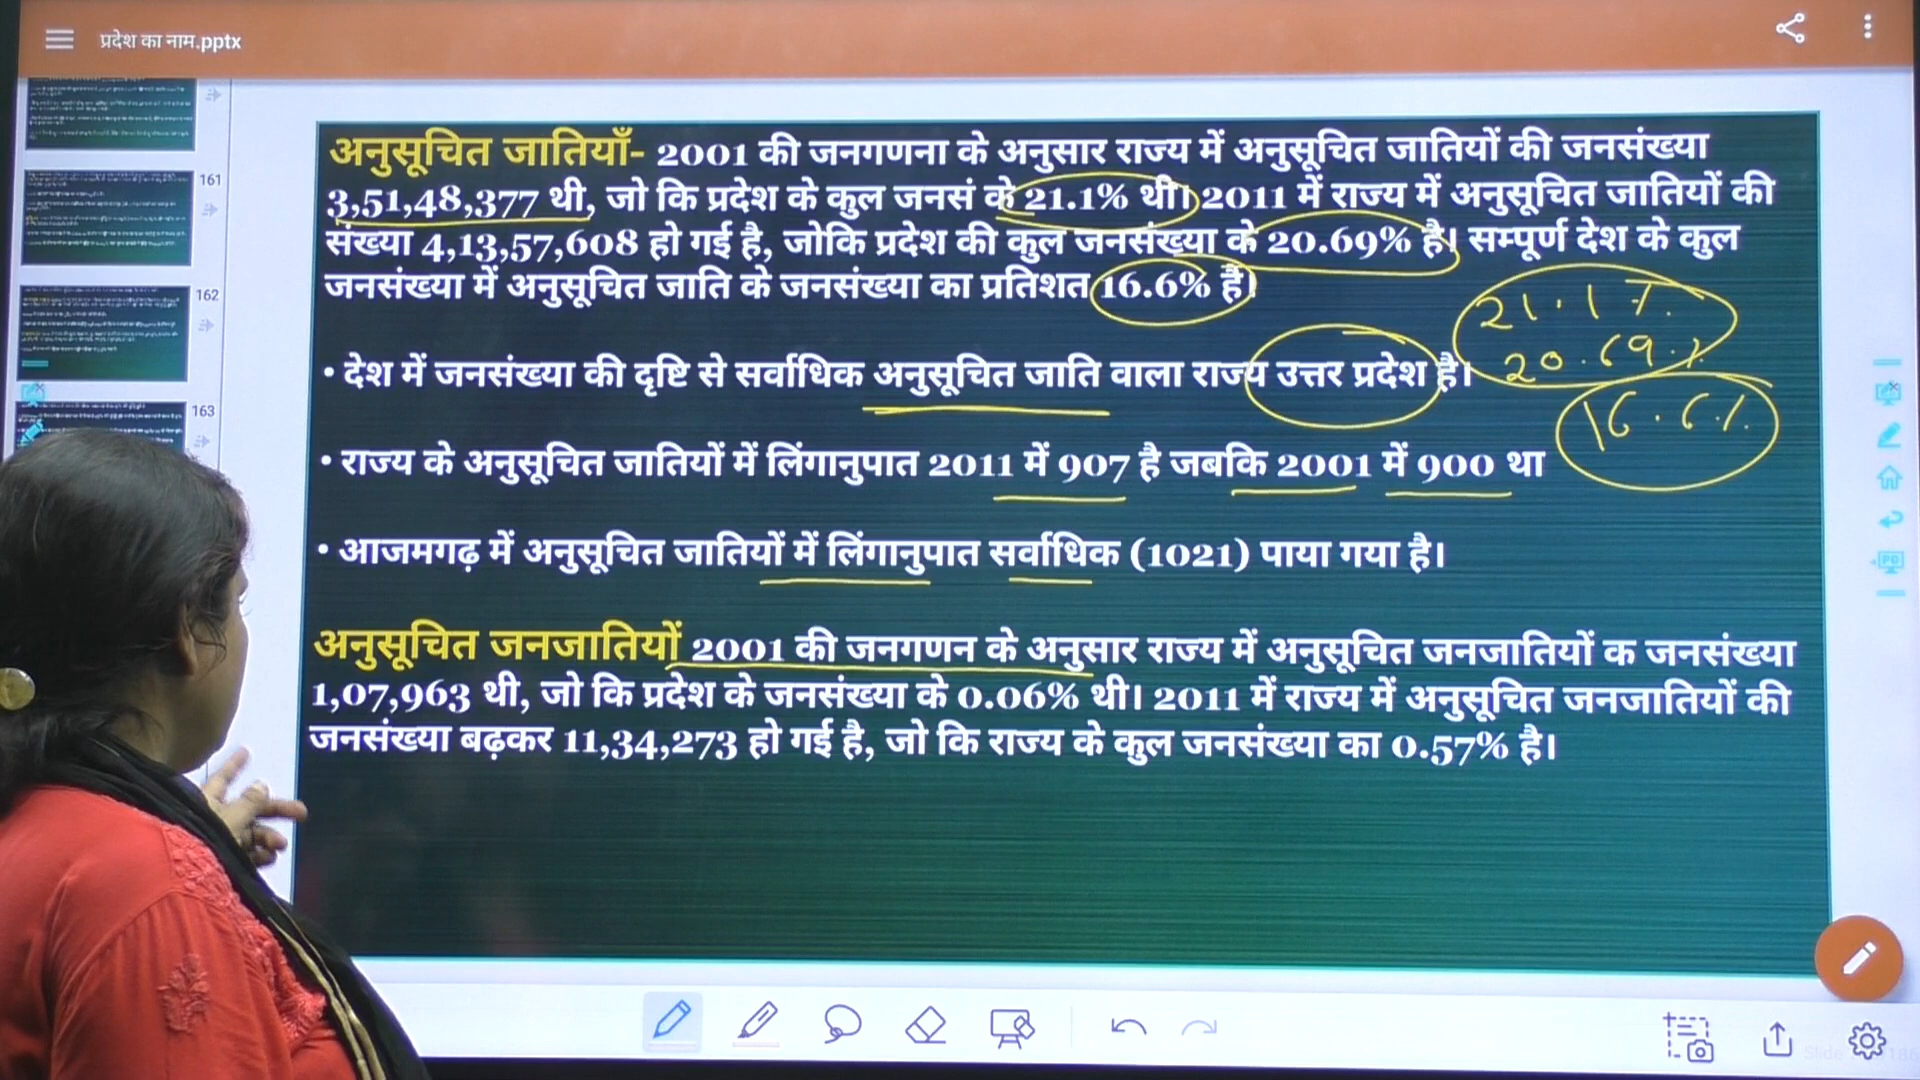 प्रदेश का नाम.pptx
161
162
163
अनुसूचित जातियाँ- 2001 की जनगणना के अनुसार राज्य में अनुसूचित जातियों की जनसंख्या
3,51,48,377 थी, जो कि प्रदेश के कुल जनसं के 21.1% थी। 2011 में राज्य में अनुसूचित जातियों की
संख्या 4,13,57,608 हो गई है, जोकि प्रदेश की कुल जनसंख्या के 20.69% है। सम्पूर्ण देश के कुल
जनसंख्या में अनुसूचित जाति के जनसंख्या का प्रतिशत 16.6% है।
21.1%
20.69%
16.6%
• देश में जनसंख्या की दृष्टि से सर्वाधिक अनुसूचित जाति वाला राज्य उत्तर प्रदेश है।
• राज्य के अनुसूचित जातियों में लिंगानुपात 2011 में 907 है जबकि 2001 में 900 था
• आजमगढ़ में अनुसूचित जातियों में लिंगानुपात सर्वाधिक (1021) पाया गया है।
अनुसूचित जनजातियों 2001 की जनगणन के अनुसार राज्य में अनुसूचित जनजातियों क जनसंख्या
1,07,963 थी, जो कि प्रदेश के जनसंख्या के 0.06% थी। 2011 में राज्य में अनुसूचित जनजातियों की
जनसंख्या बढ़कर 11,34,273 हो गई है, जो कि राज्य के कुल जनसंख्या का 0.57% है।